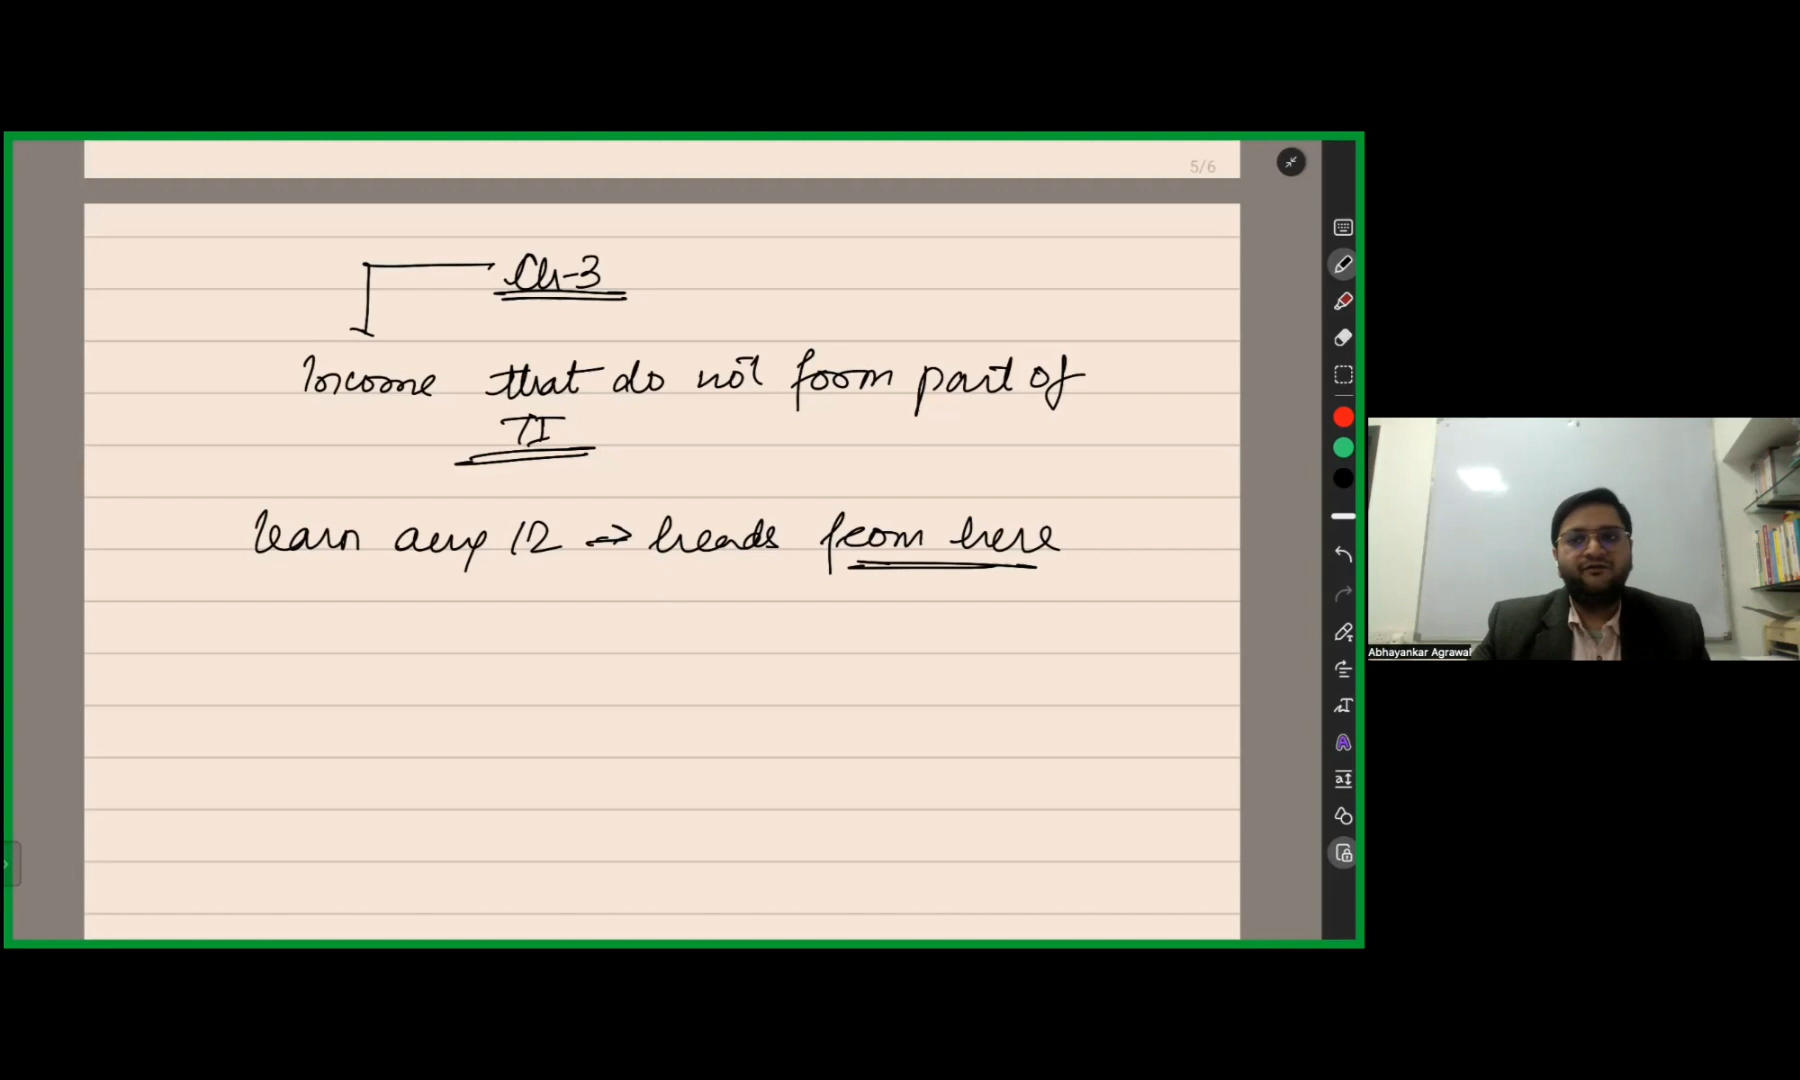 5/6
Ch-3
Income that do not form part of
TI
learn any 12 → heads from here
Abhayankar Agrawal